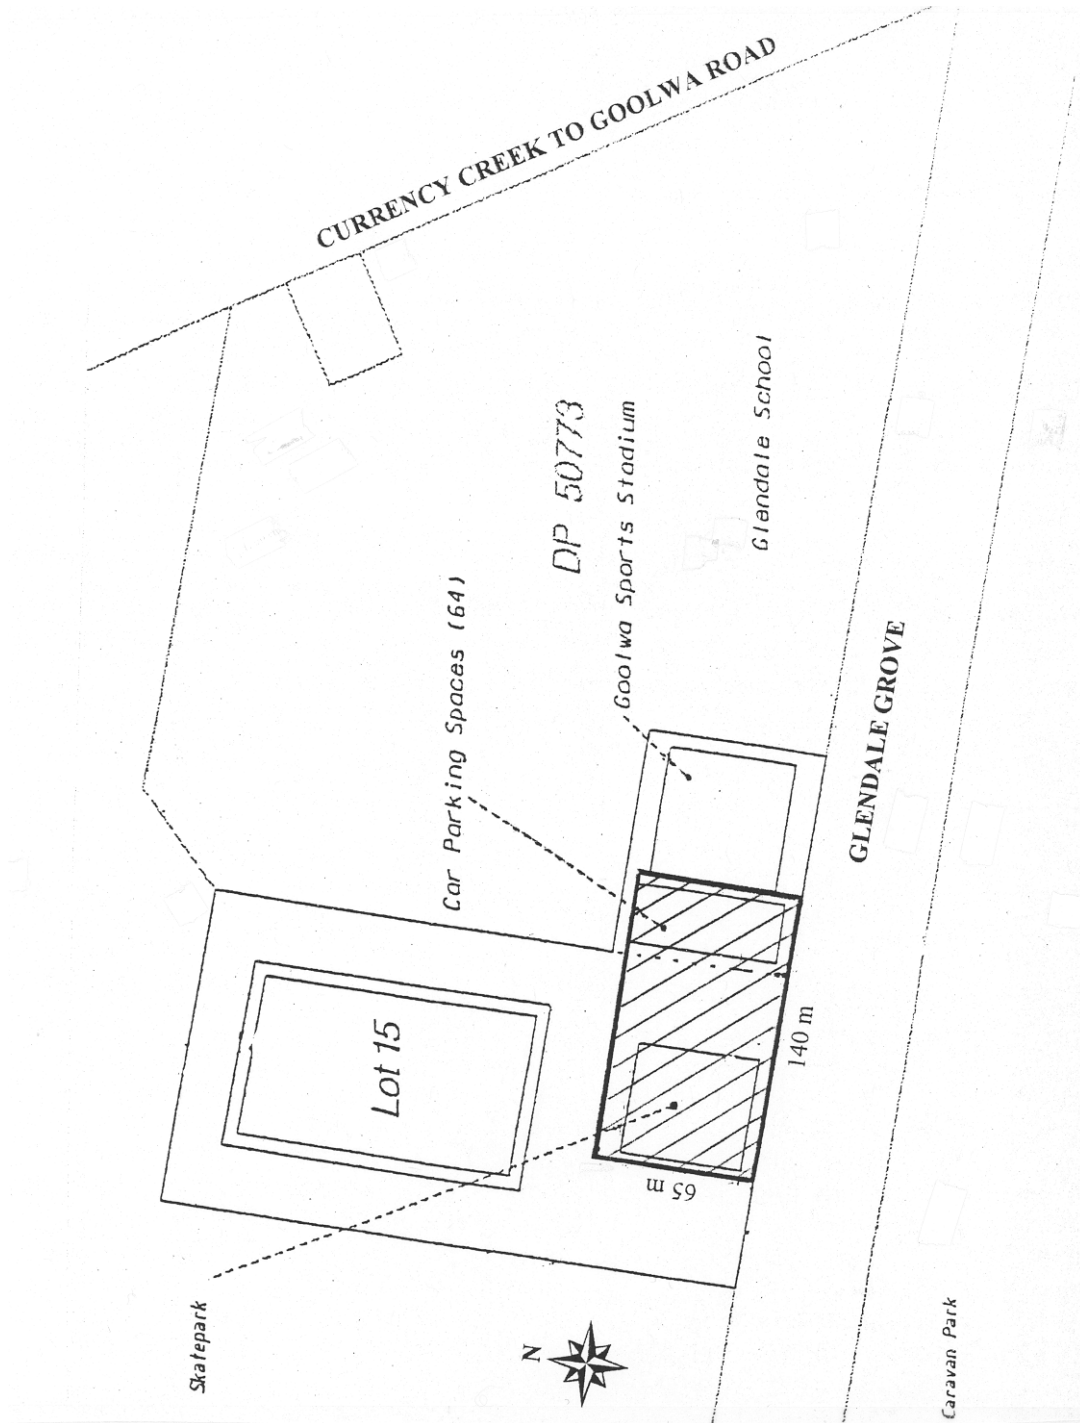 CURRENCY CREEK TO GOOLWA ROAD
DP 50773
Goolwa Sports Stadium
Glendale School
Car Parking Spaces (64)
GLENDALE GROVE
Lot 15
140 m
65 m
Skatepark
N
Caravan Park